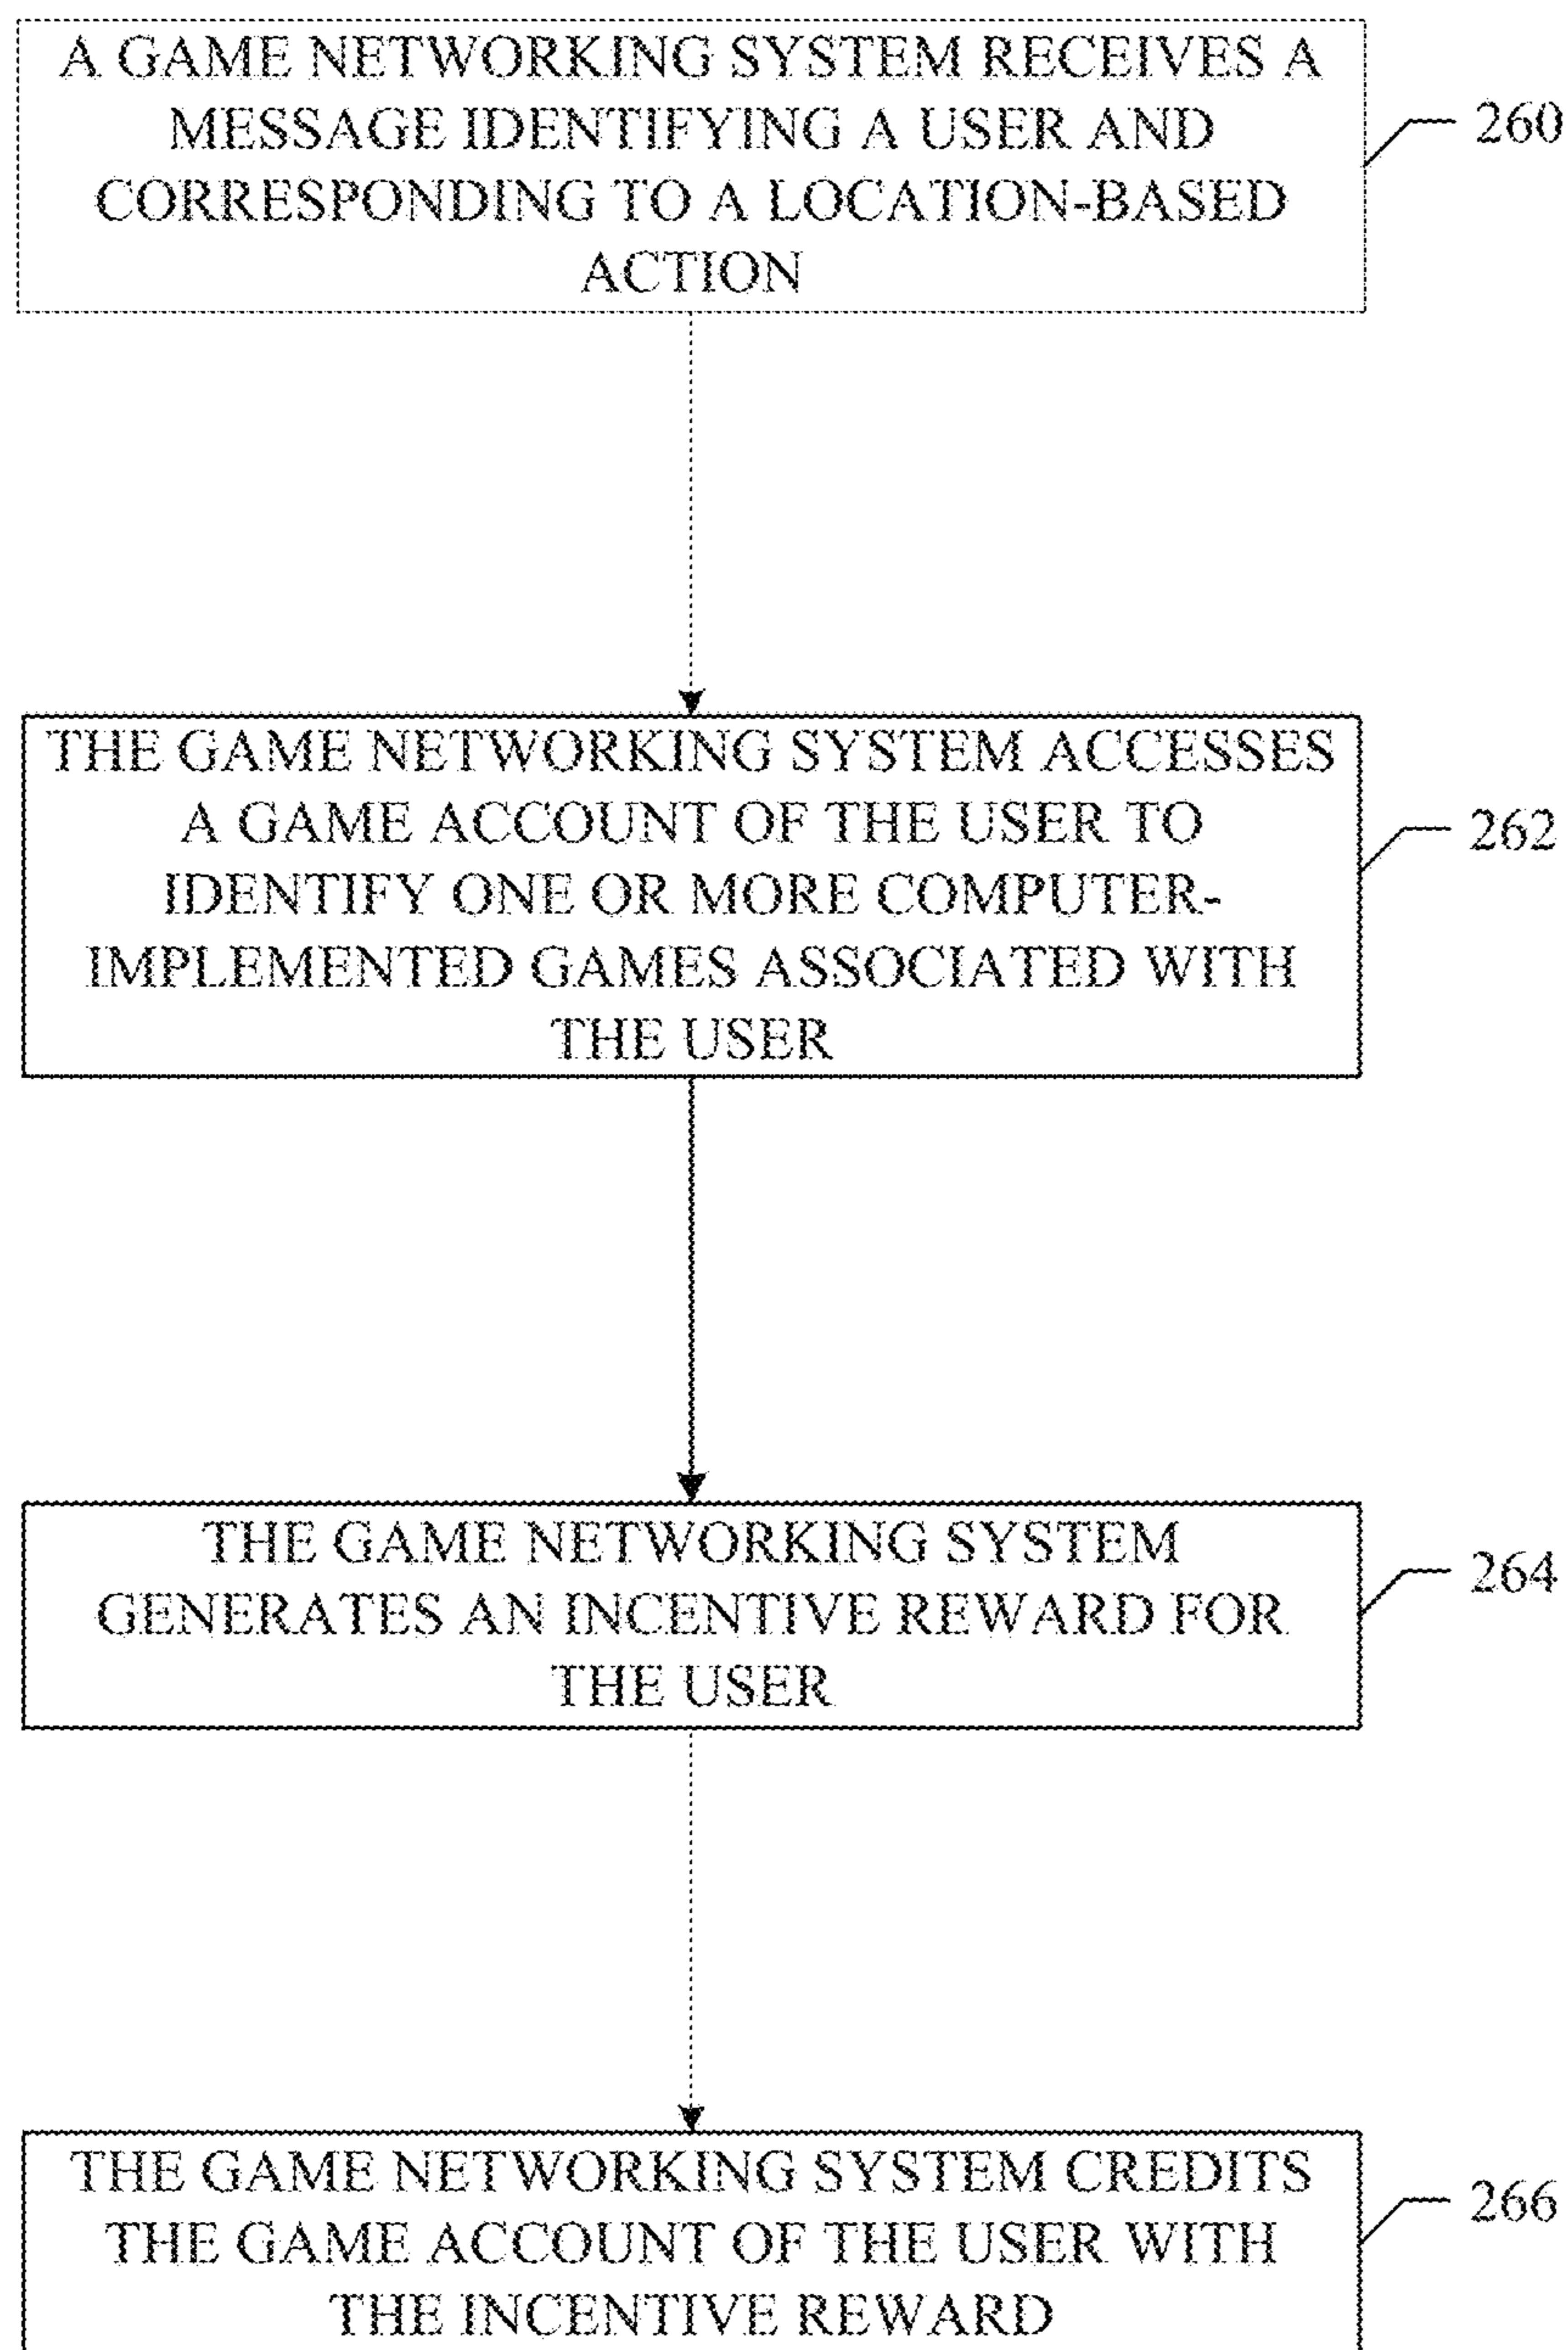 A GAME NETWORKING SYSTEM RECEIVES A
MESSAGE IDENTIFYING A USER AND
CORRESPONDING TO A LOCATION-BASED
ACTION
260
THE GAME NETWORKING SYSTEM ACCESSES
A GAME ACCOUNT OF THE USER TO
IDENTIFY ONE OR MORE COMPUTER-
IMPLEMENTED GAMES ASSOCIATED WITH
THE USER
262
THE GAME NETWORKING SYSTEM
GENERATES AN INCENTIVE REWARD FOR
THE USER
264
THE GAME NETWORKING SYSTEM CREDITS
THE GAME ACCOUNT OF THE USER WITH
THE INCENTIVE REWARD
266